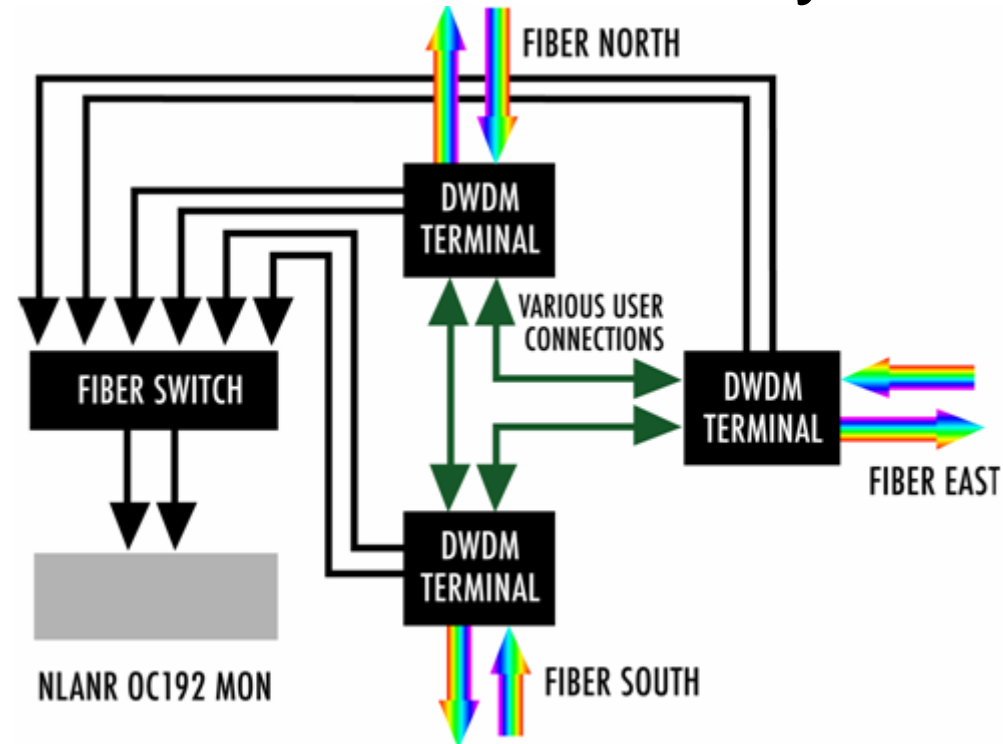 FIBER NORTH
DWDM
TERMINAL
VARIOUS USER
CONNECTIONS
FIBER SWITCH
DWDM
TERMINAL
FIBER EAST
DWDM
TERMINAL
NLANR OC192 MON
FIBER SOUTH